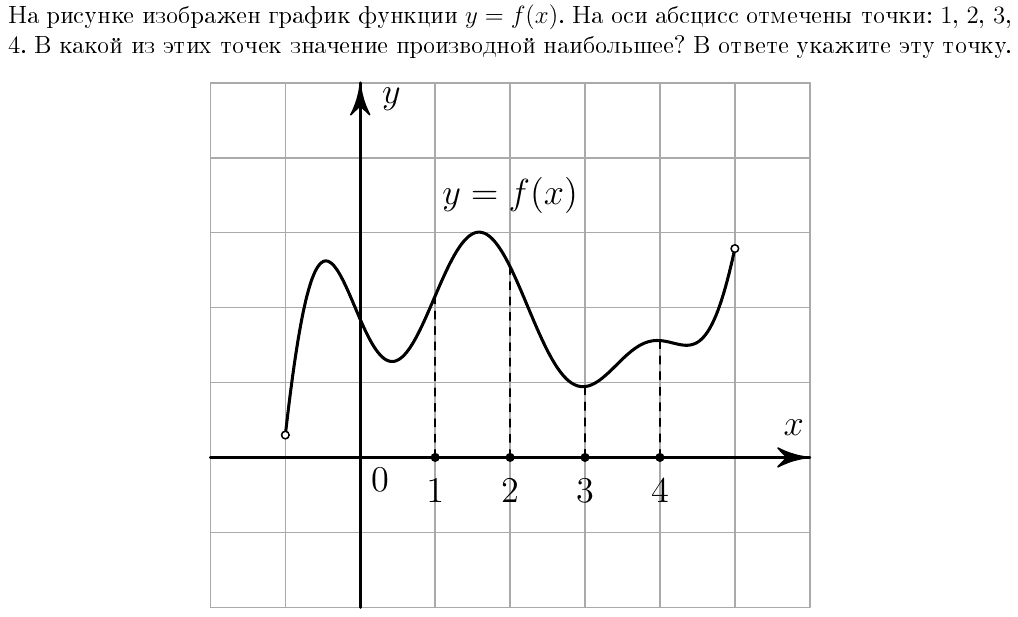 На рисунке изображен график функции y = f(x). На оси абсцисс отмечены точки: 1, 2, 3,
4. В какой из этих точек значение производной наибольшее? В ответе укажите эту точку.
y
y = f(x)
x
0 1 2 3 4